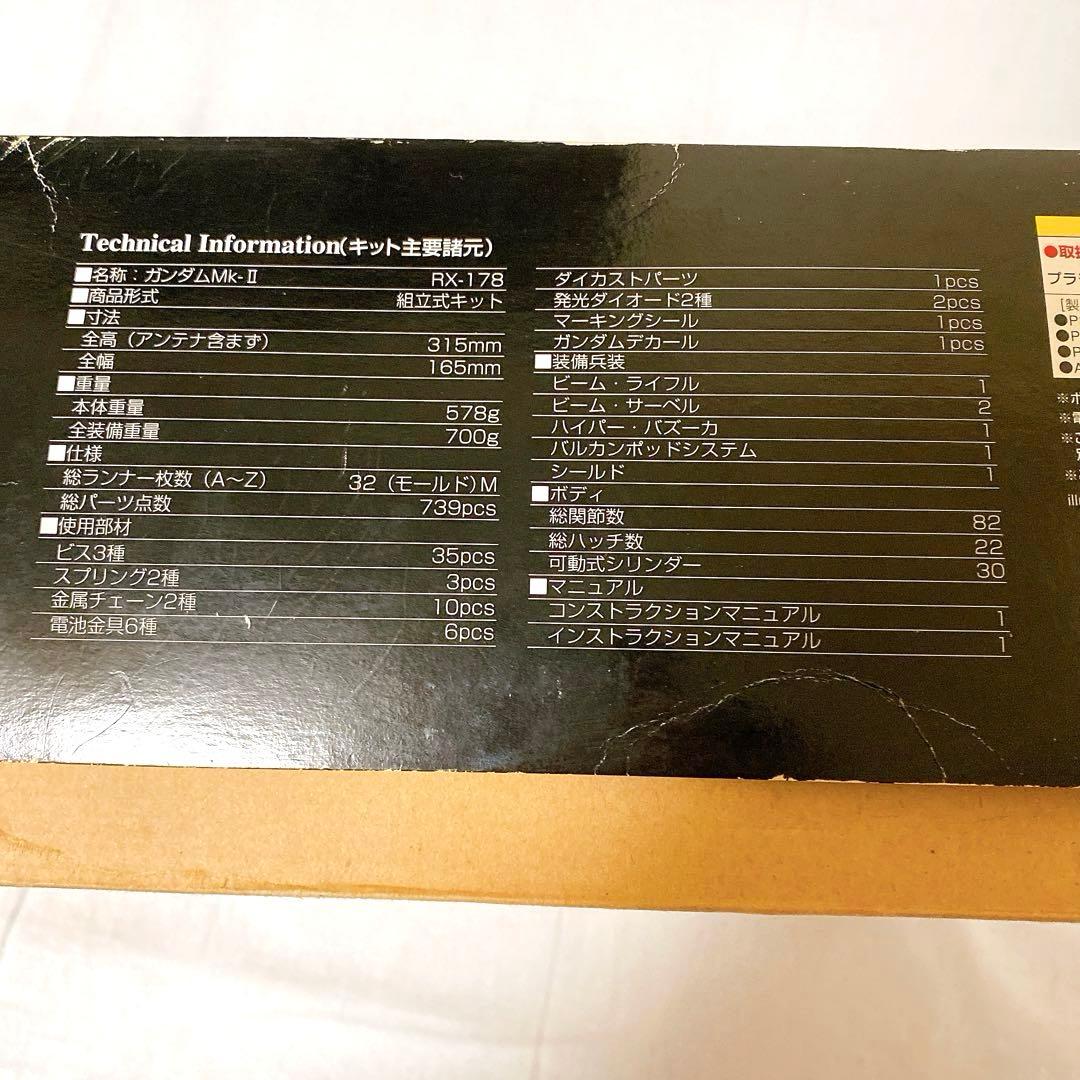 Technical Information(キット主要諸元)
■名称：ガンダムMk-Ⅱ RX-178
■商品形式 組立式キット
■寸法
全高（アンテナ含まず） 315mm
全幅 165mm
■重量
本体重量 578g
全装備重量 700g
■仕様
総ランナー枚数（A〜Z） 32（モールド）M
総パーツ点数 739pcs
■使用部材
ビス3種 35pcs
スプリング2種 3pcs
金属チェーン2種 10pcs
電池金具6種 6pcs
ダイカストパーツ 1pcs
発光ダイオード2種 2pcs
マーキングシール 1pcs
ガンダムデカール 1pcs
■装備兵装
ビーム・ライフル 1
ビーム・サーベル 2
ハイパー・バズーカ 1
バルカンポッドシステム 1
シールド 1
■ボディ
総関節数 82
総ハッチ数 22
可動式シリンダー 30
■マニュアル
コンストラクションマニュアル 1
インストラクションマニュアル 1
●取扱
プラ
[製
●P
●P
●P
●A
※ポ
※電
※
※